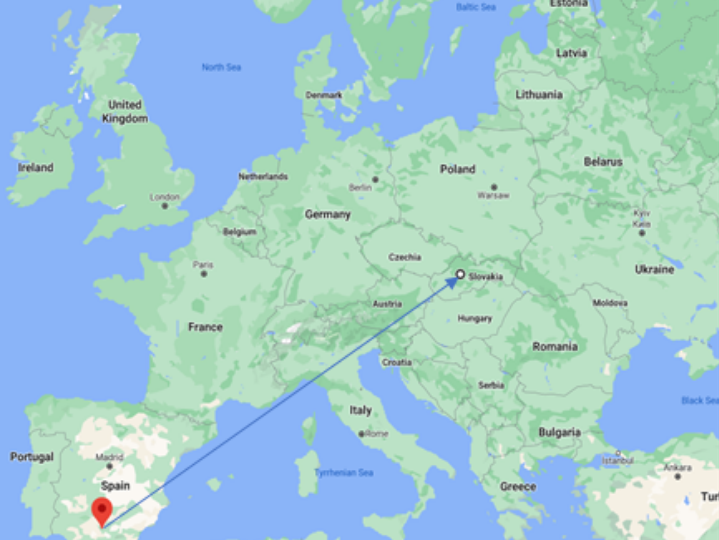 Estonia
Baltic Sea
Latvia
North Sea
Denmark
Lithuania
United
Kingdom
Ireland
Belarus
Netherlands
Poland
Berlin
Warsaw
London
Germany
Kyiv
Київ
Belgium
Czechia
Paris
Ukraine
Slovakia
Austria
Moldova
Hungary
France
Romania
Croatia
Serbia
Black Sea
Italy
Rome
Bulgaria
Portugal
Madrid
Istanbul
Ankara
Tyrrhenian Sea
Spain
Greece
Tur